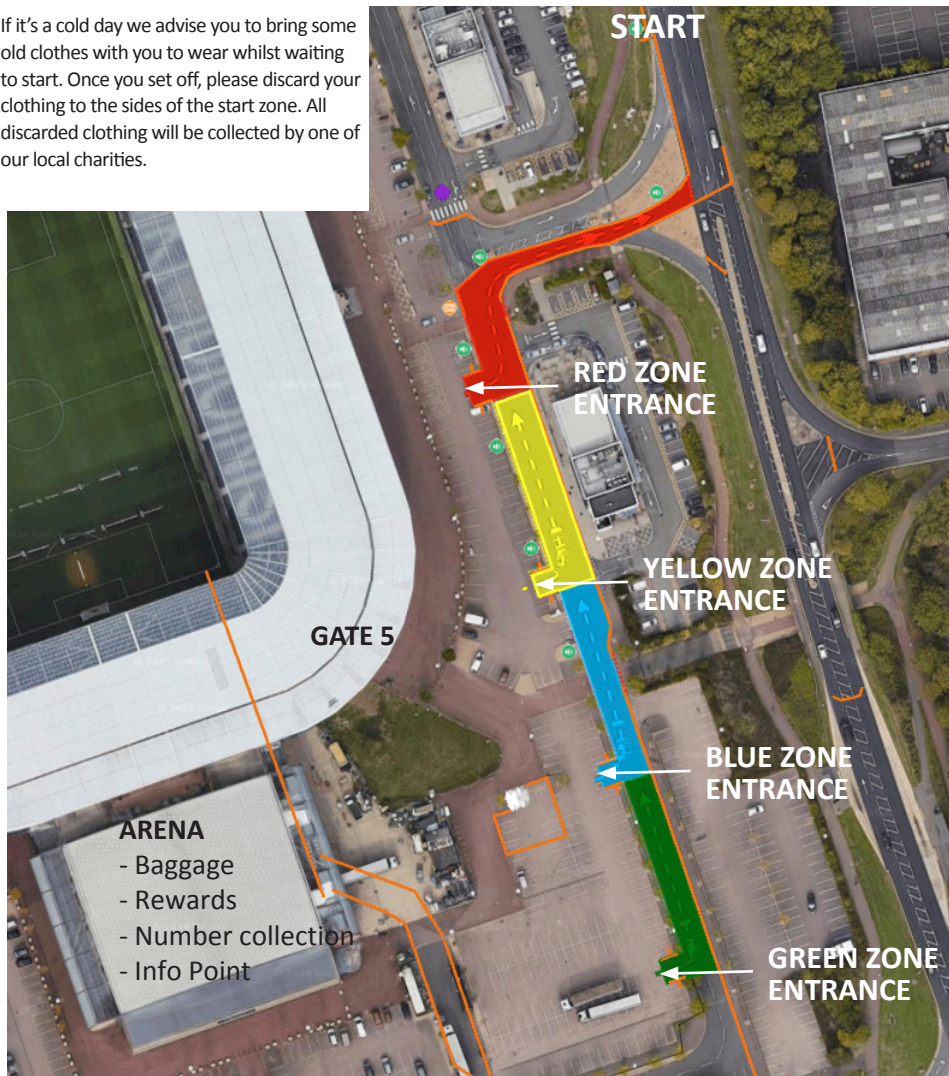 If it’s a cold day we advise you to bring some
old clothes with you to wear whilst waiting
to start. Once you set off, please discard your
clothing to the sides of the start zone. All
discarded clothing will be collected by one of
our local charities.
START
RED ZONE
ENTRANCE
YELLOW ZONE
ENTRANCE
GATE 5
BLUE ZONE
ENTRANCE
ARENA
- Baggage
- Rewards
- Number collection
- Info Point
GREEN ZONE
ENTRANCE